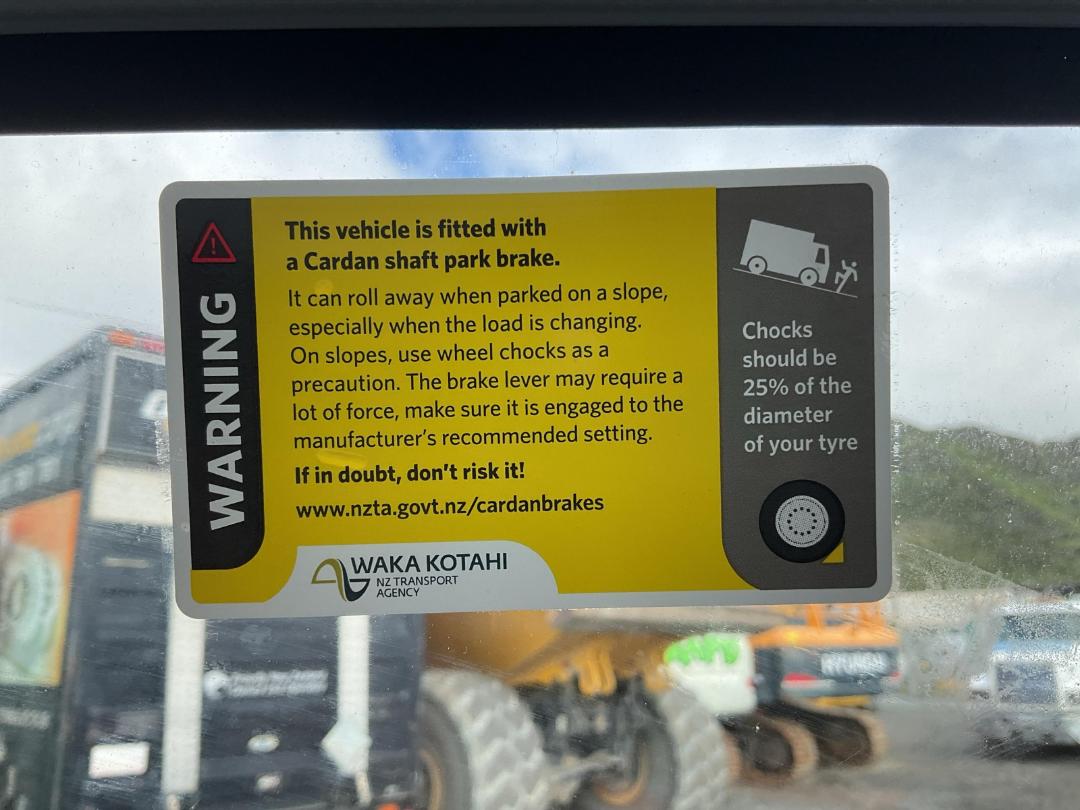 WARNING
This vehicle is fitted with
a Cardan shaft park brake.
It can roll away when parked on a slope,
especially when the load is changing.
On slopes, use wheel chocks as a
precaution. The brake lever may require a
lot of force, make sure it is engaged to the
manufacturer's recommended setting.
If in doubt, don't risk it!
www.nzta.govt.nz/cardanbrakes
WAKA KOTAHI
NZ TRANSPORT
AGENCY
Chocks
should be
25% of the
diameter
of your tyre
HYUNDAI